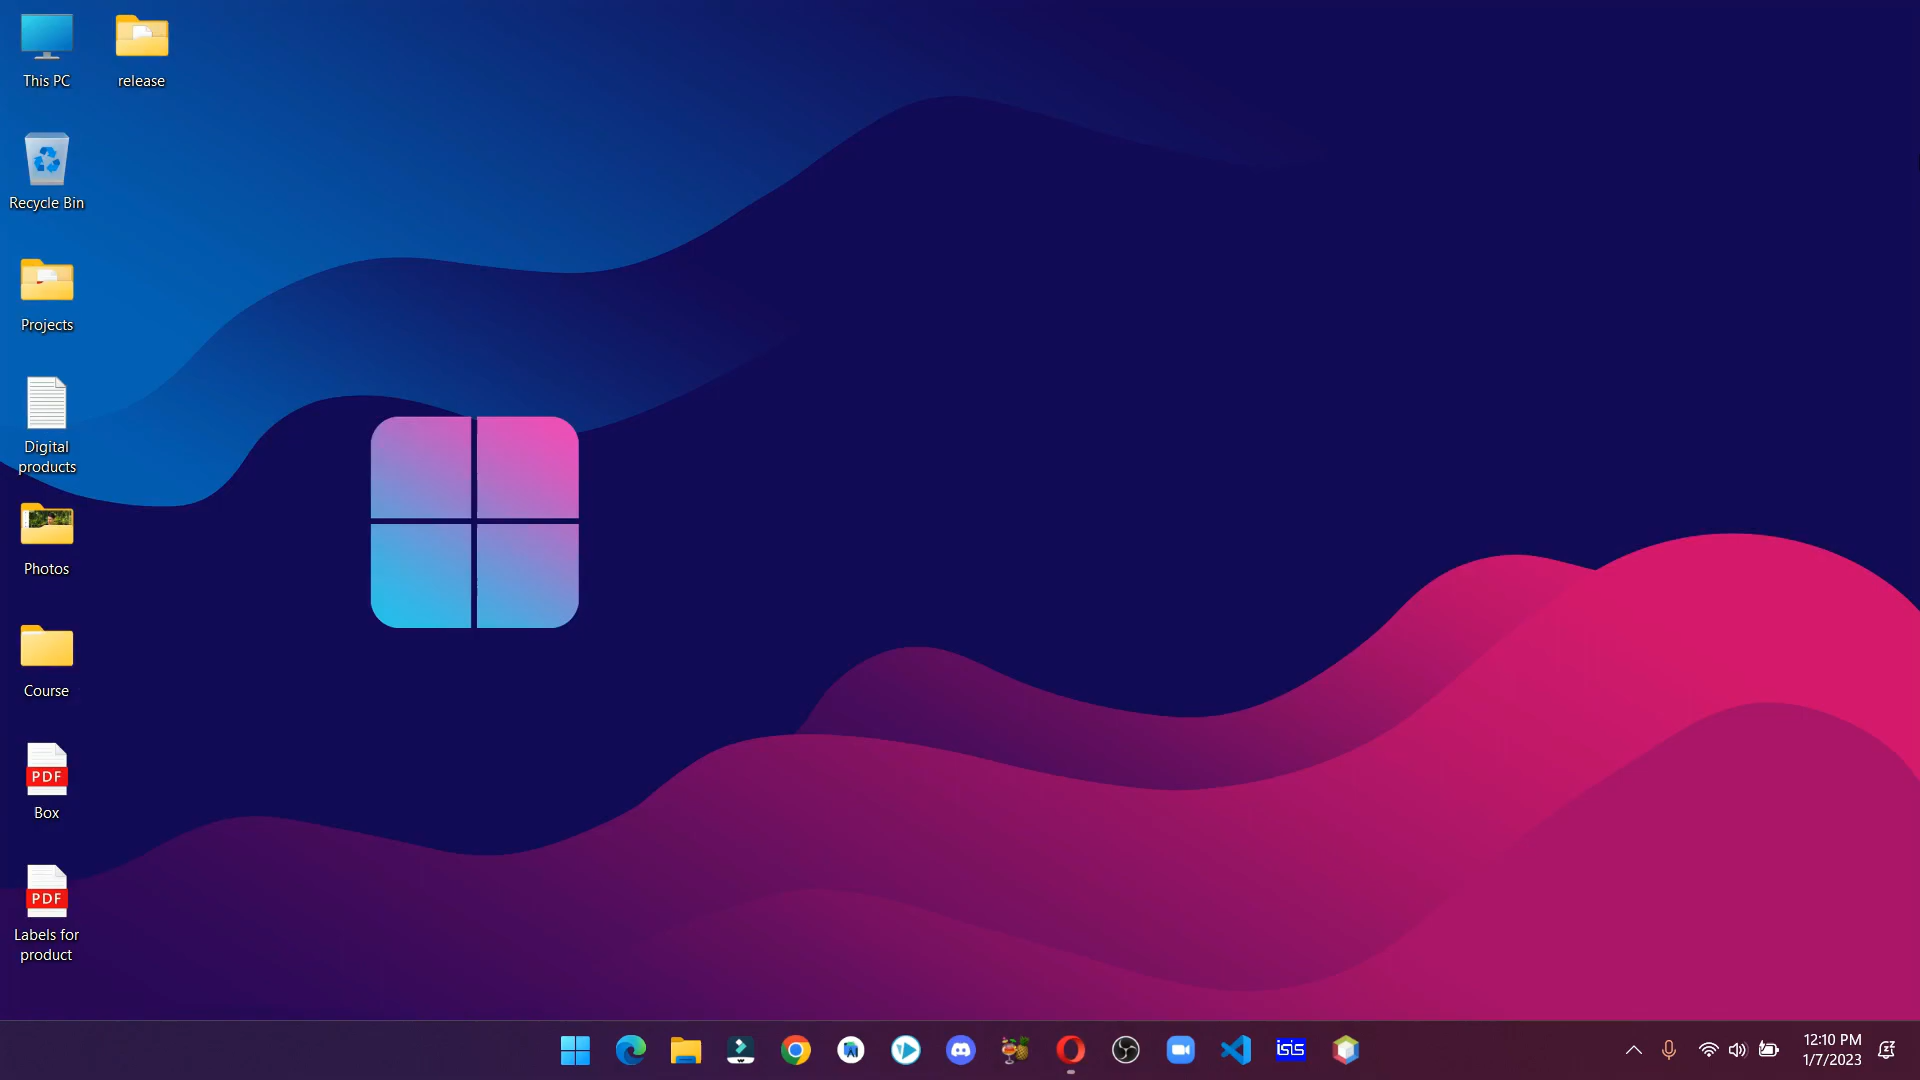 This PC
release
Recycle Bin
Projects
Digital
products
Photos
Course
PDF
Box
PDF
Labels for
product
isis
12:10 PM
1/7/2023